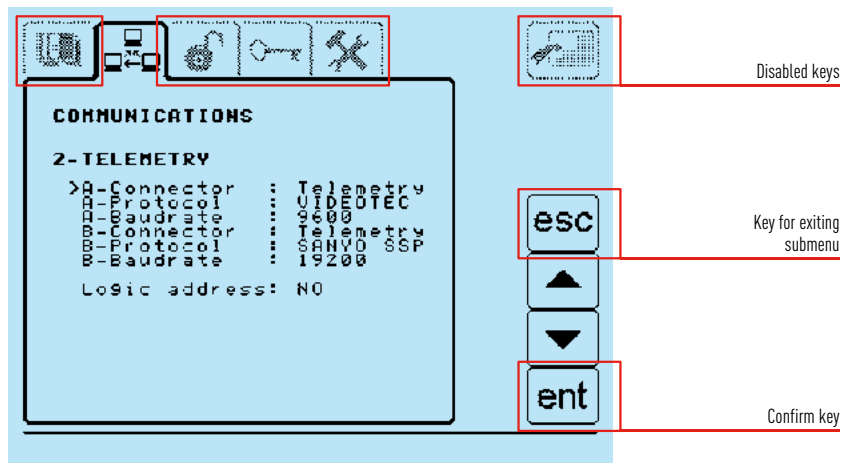 Disabled keys
COMMUNICATIONS
2-TELEMETRY
>A-Connector : Telemetry
A-Protocol : VIDEOTEC
A-Baudrate : 9600
B-Connector : Telemetry
B-Protocol : SANYO SSP
B-Baudrate : 19200
Logic address: NO
esc
Key for exiting
submenu
ent
Confirm key